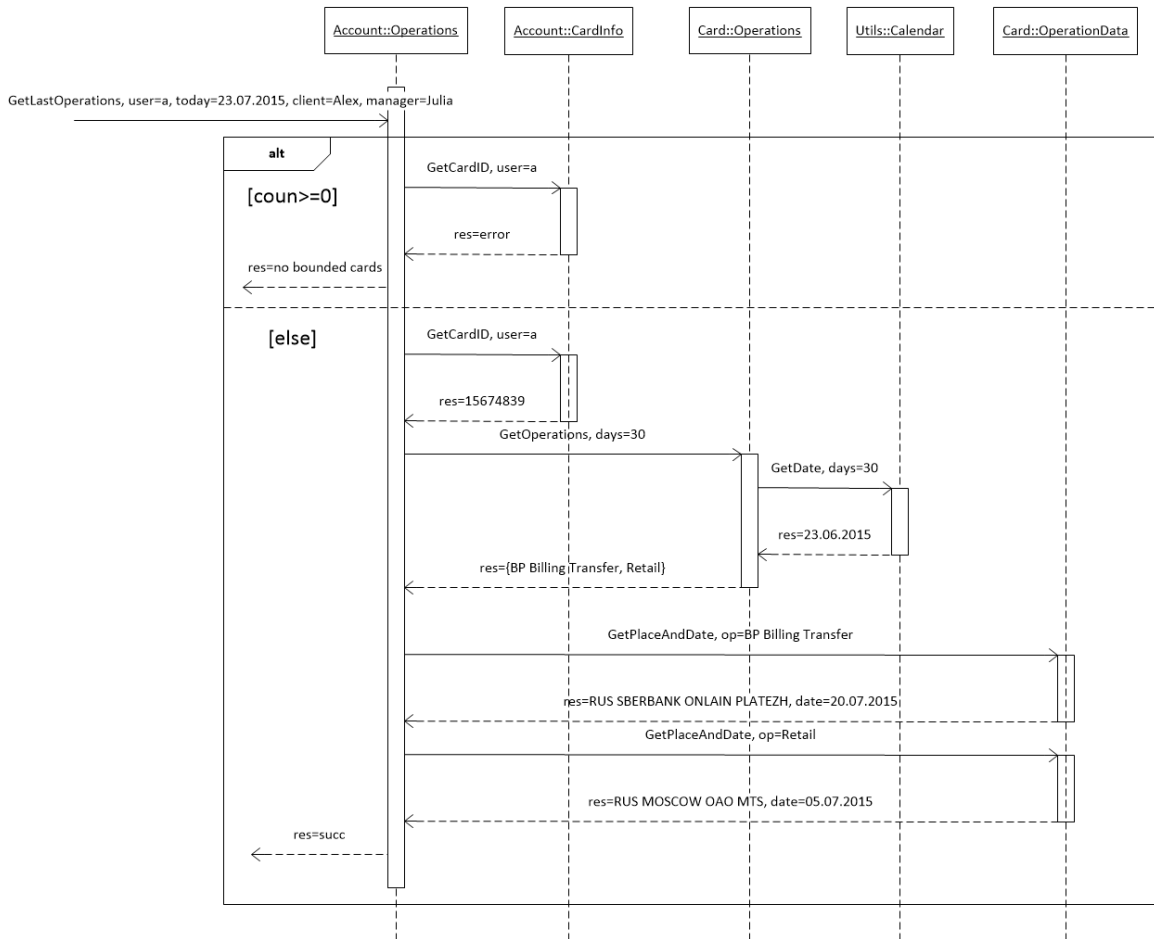 Account::Operations
Account::CardInfo
Card::Operations
Utils::Calendar
Card::OperationData
GetLastOperations, user=a, today=23.07.2015, client=Alex, manager=Julia
alt
GetCardID, user=a
[coun>=0]
res=error
res=no bounded cards
[else]
GetCardID, user=a
res=15674839
GetOperations, days=30
GetDate, days=30
res=23.06.2015
res={BP Billing Transfer, Retail}
GetPlaceAndDate, op=BP Billing Transfer
res=RUS SBERBANK ONLAIN PLATEZH, date=20.07.2015
GetPlaceAndDate, op=Retail
res=RUS MOSCOW OAO MTS, date=05.07.2015
res=succ